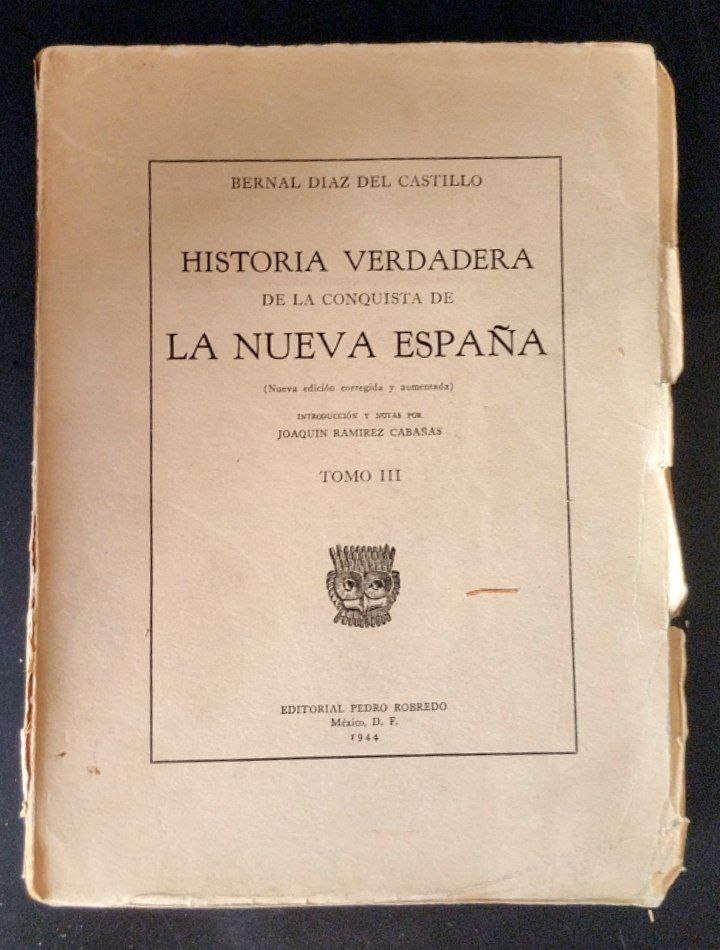 BERNAL DIAZ DEL CASTILLO
HISTORIA VERDADERA
DE LA CONQUISTA DE
LA NUEVA ESPAÑA
(Nueva edición corregida y aumentada)
INTRODUCCIÓN Y NOTAS POR
JOAQUIN RAMIREZ CABAÑAS
TOMO III
EDITORIAL PEDRO ROBREDO
México, D. F.
1944